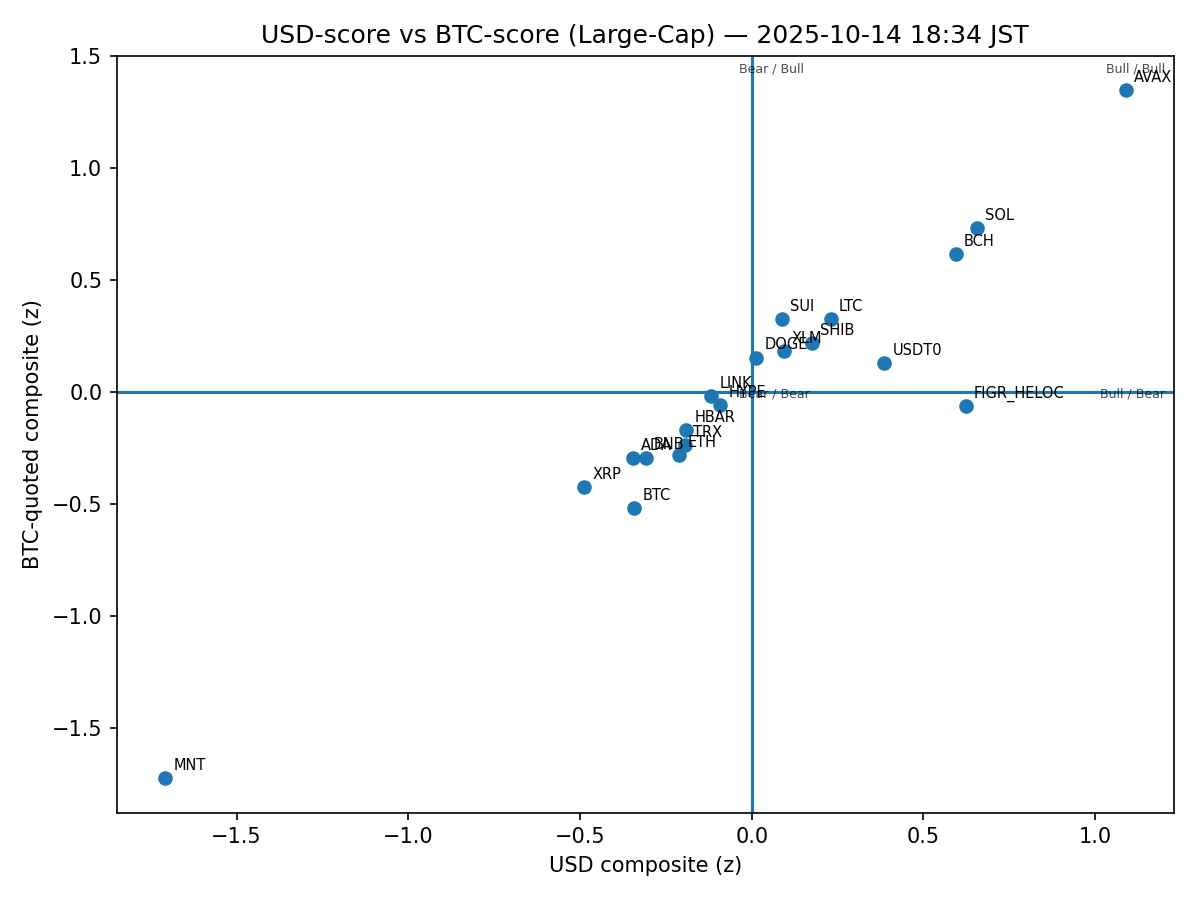 USD-score vs BTC-score (Large-Cap) — 2025-10-14 18:34 JST
1.5
Bear / Bull
Bull / Bull
AVAX
1.0
SOL
BCH
0.5
SUI
LTC
SHIB
XLM
DOGE
USDT0
LINK
0.0
HYPE
Bear / Bear
FIGR_HELOC
Bull / Bear
HBAR
TRX
ADA
BNB
ETH
XRP
−0.5
BTC
BTC-quoted composite (z)
−1.0
−1.5
MNT
−1.5
−1.0
−0.5
0.0
0.5
1.0
USD composite (z)